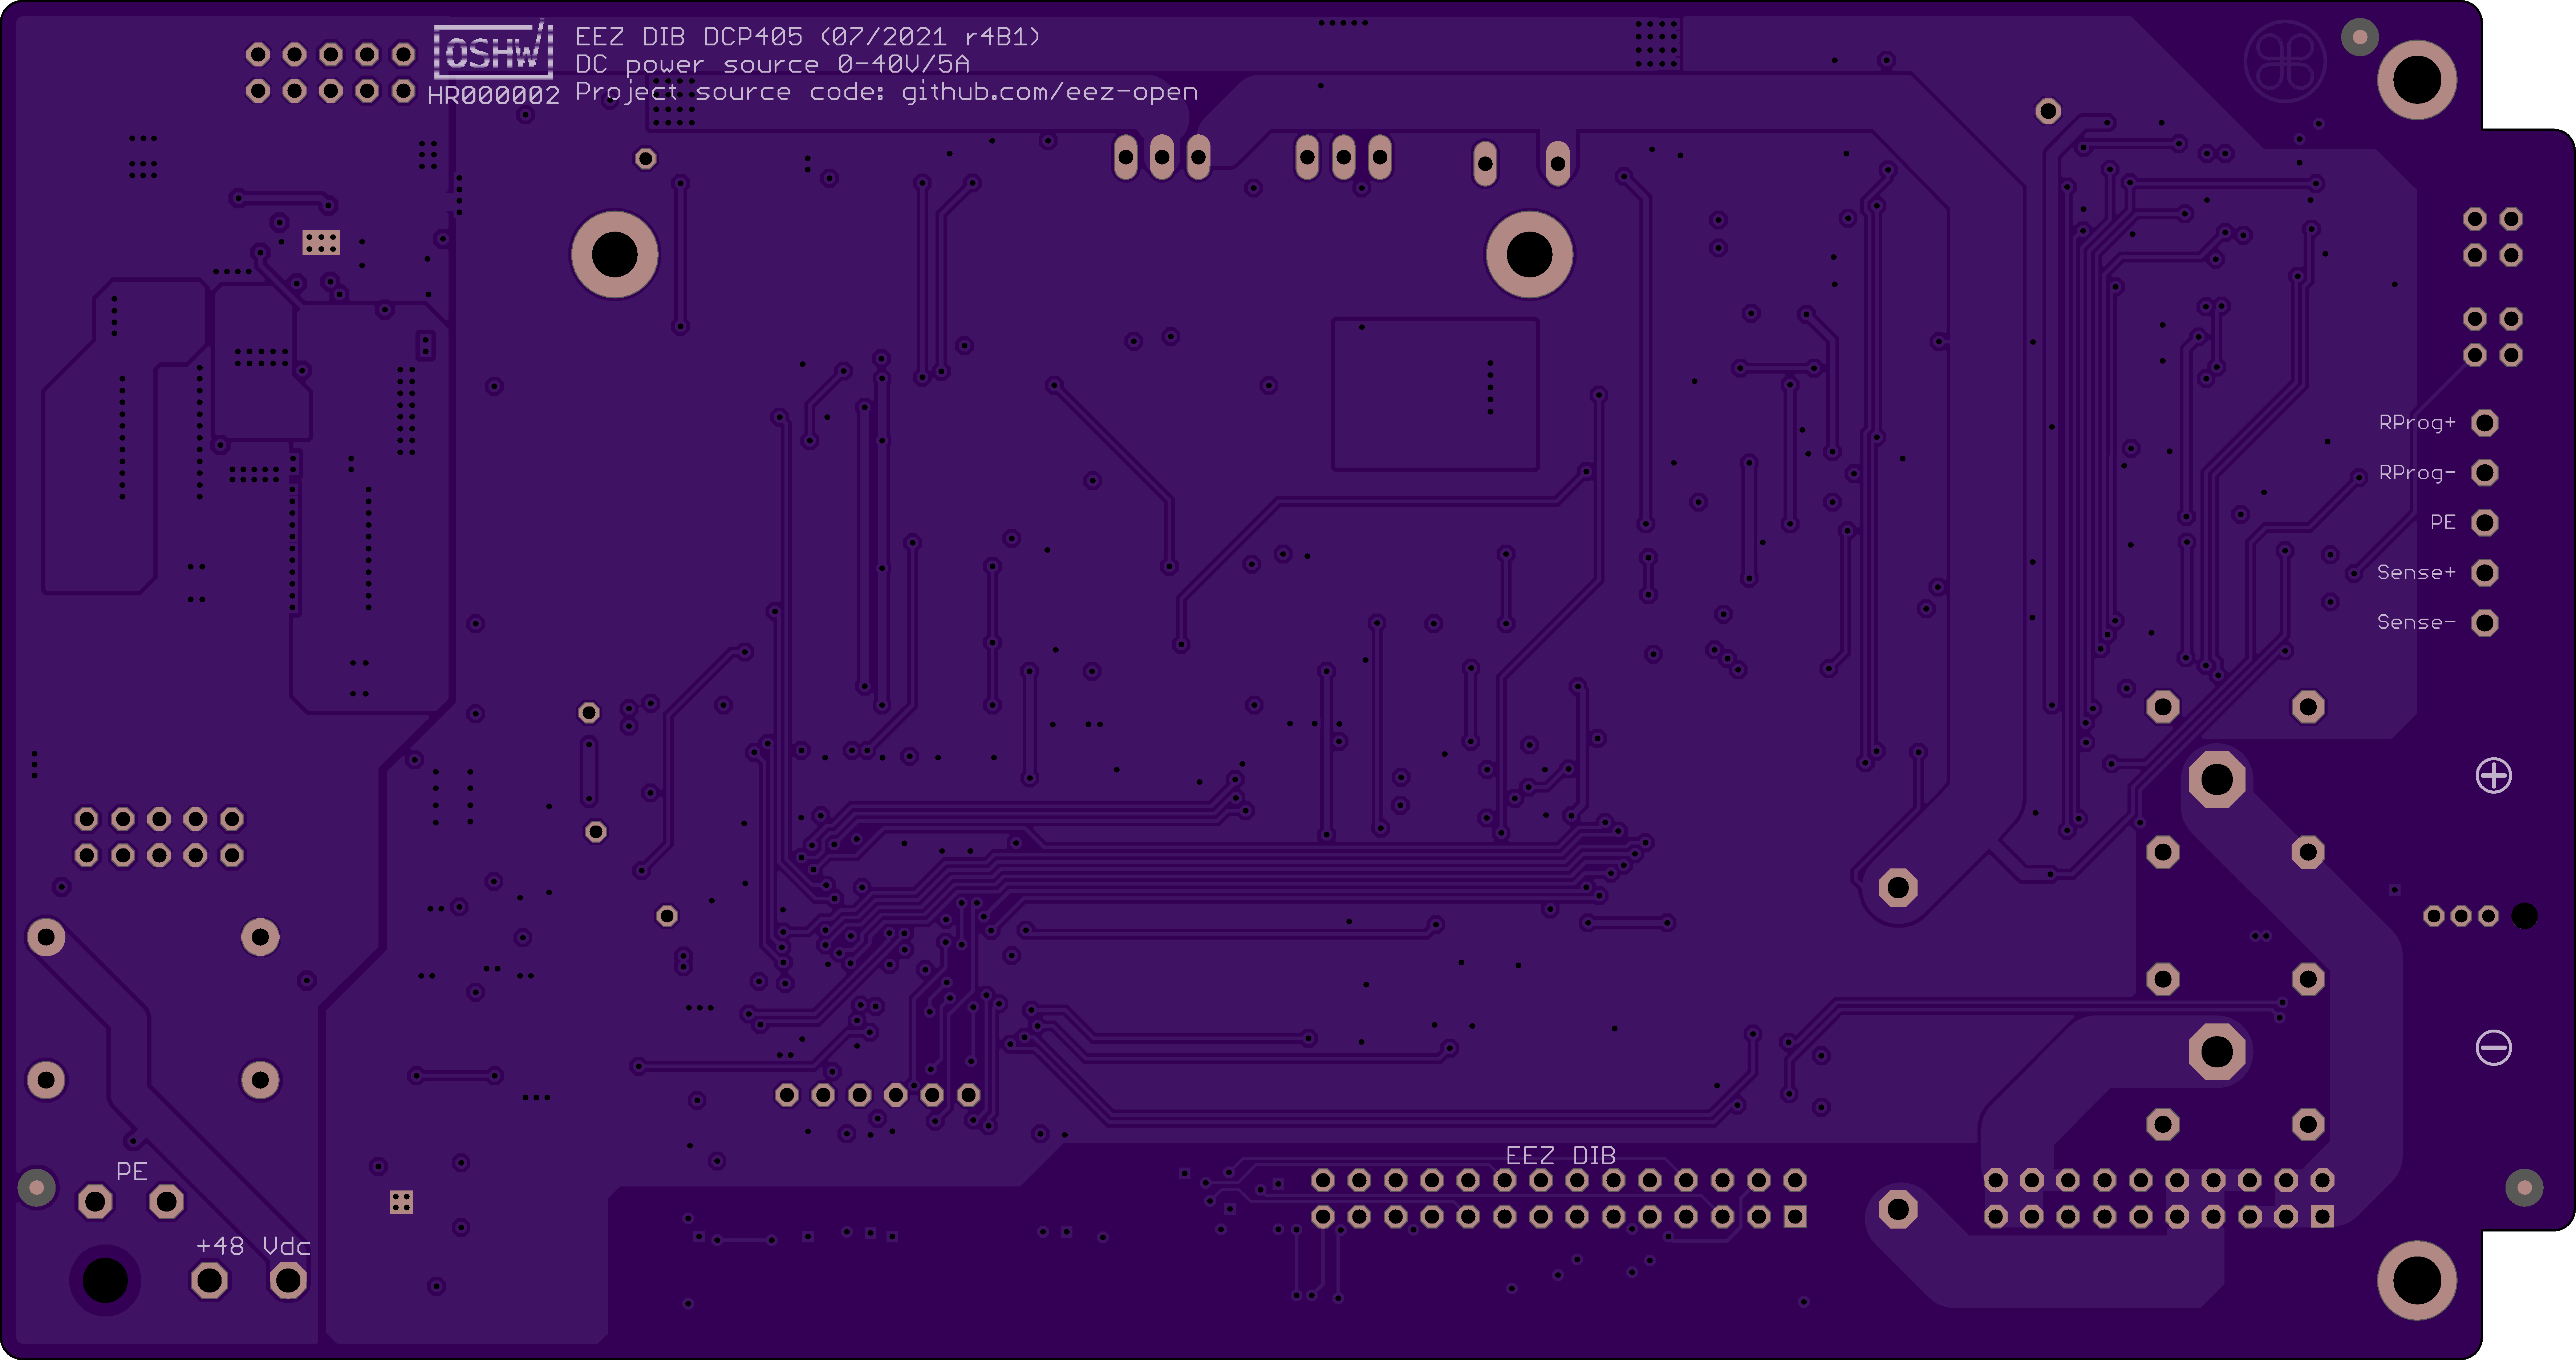 OSHW
HR000002
EEZ DIB DCP405 (07/2021 r4B1)
DC power source 0-40V/5A
Project source code: github.com/eez-open
RProg+
RProg-
PE
Sense+
Sense-
+
-
EEZ DIB
PE
+48 Vdc